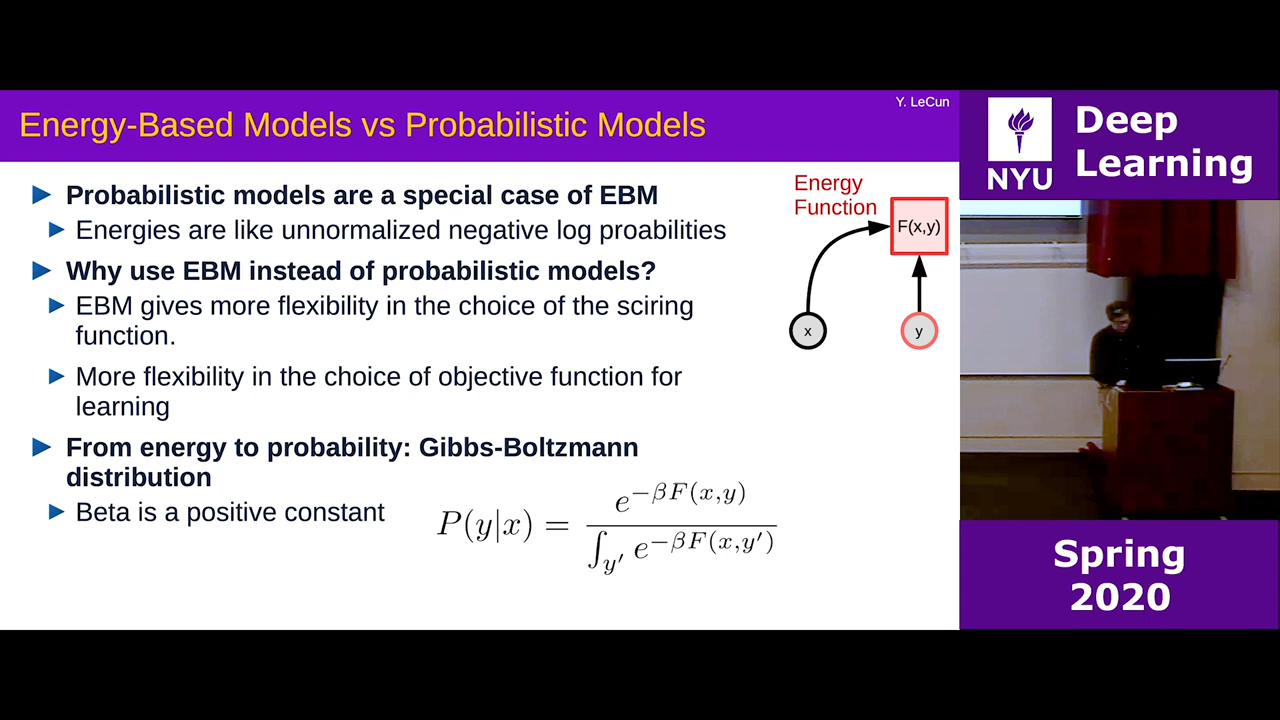 Y. LeCun
Energy-Based Models vs Probabilistic Models
Probabilistic models are a special case of EBM
Energies are like unnormalized negative log proabilities
Why use EBM instead of probabilistic models?
EBM gives more flexibility in the choice of the sciring
function.
More flexibility in the choice of objective function for
learning
From energy to probability: Gibbs-Boltzmann
distribution
Beta is a positive constant
P(y|x) = e^{-βF(x,y)} / ∫_{y'} e^{-βF(x,y')}
Energy
Function
F(x,y)
x
y
NYU
Deep
Learning
Spring
2020